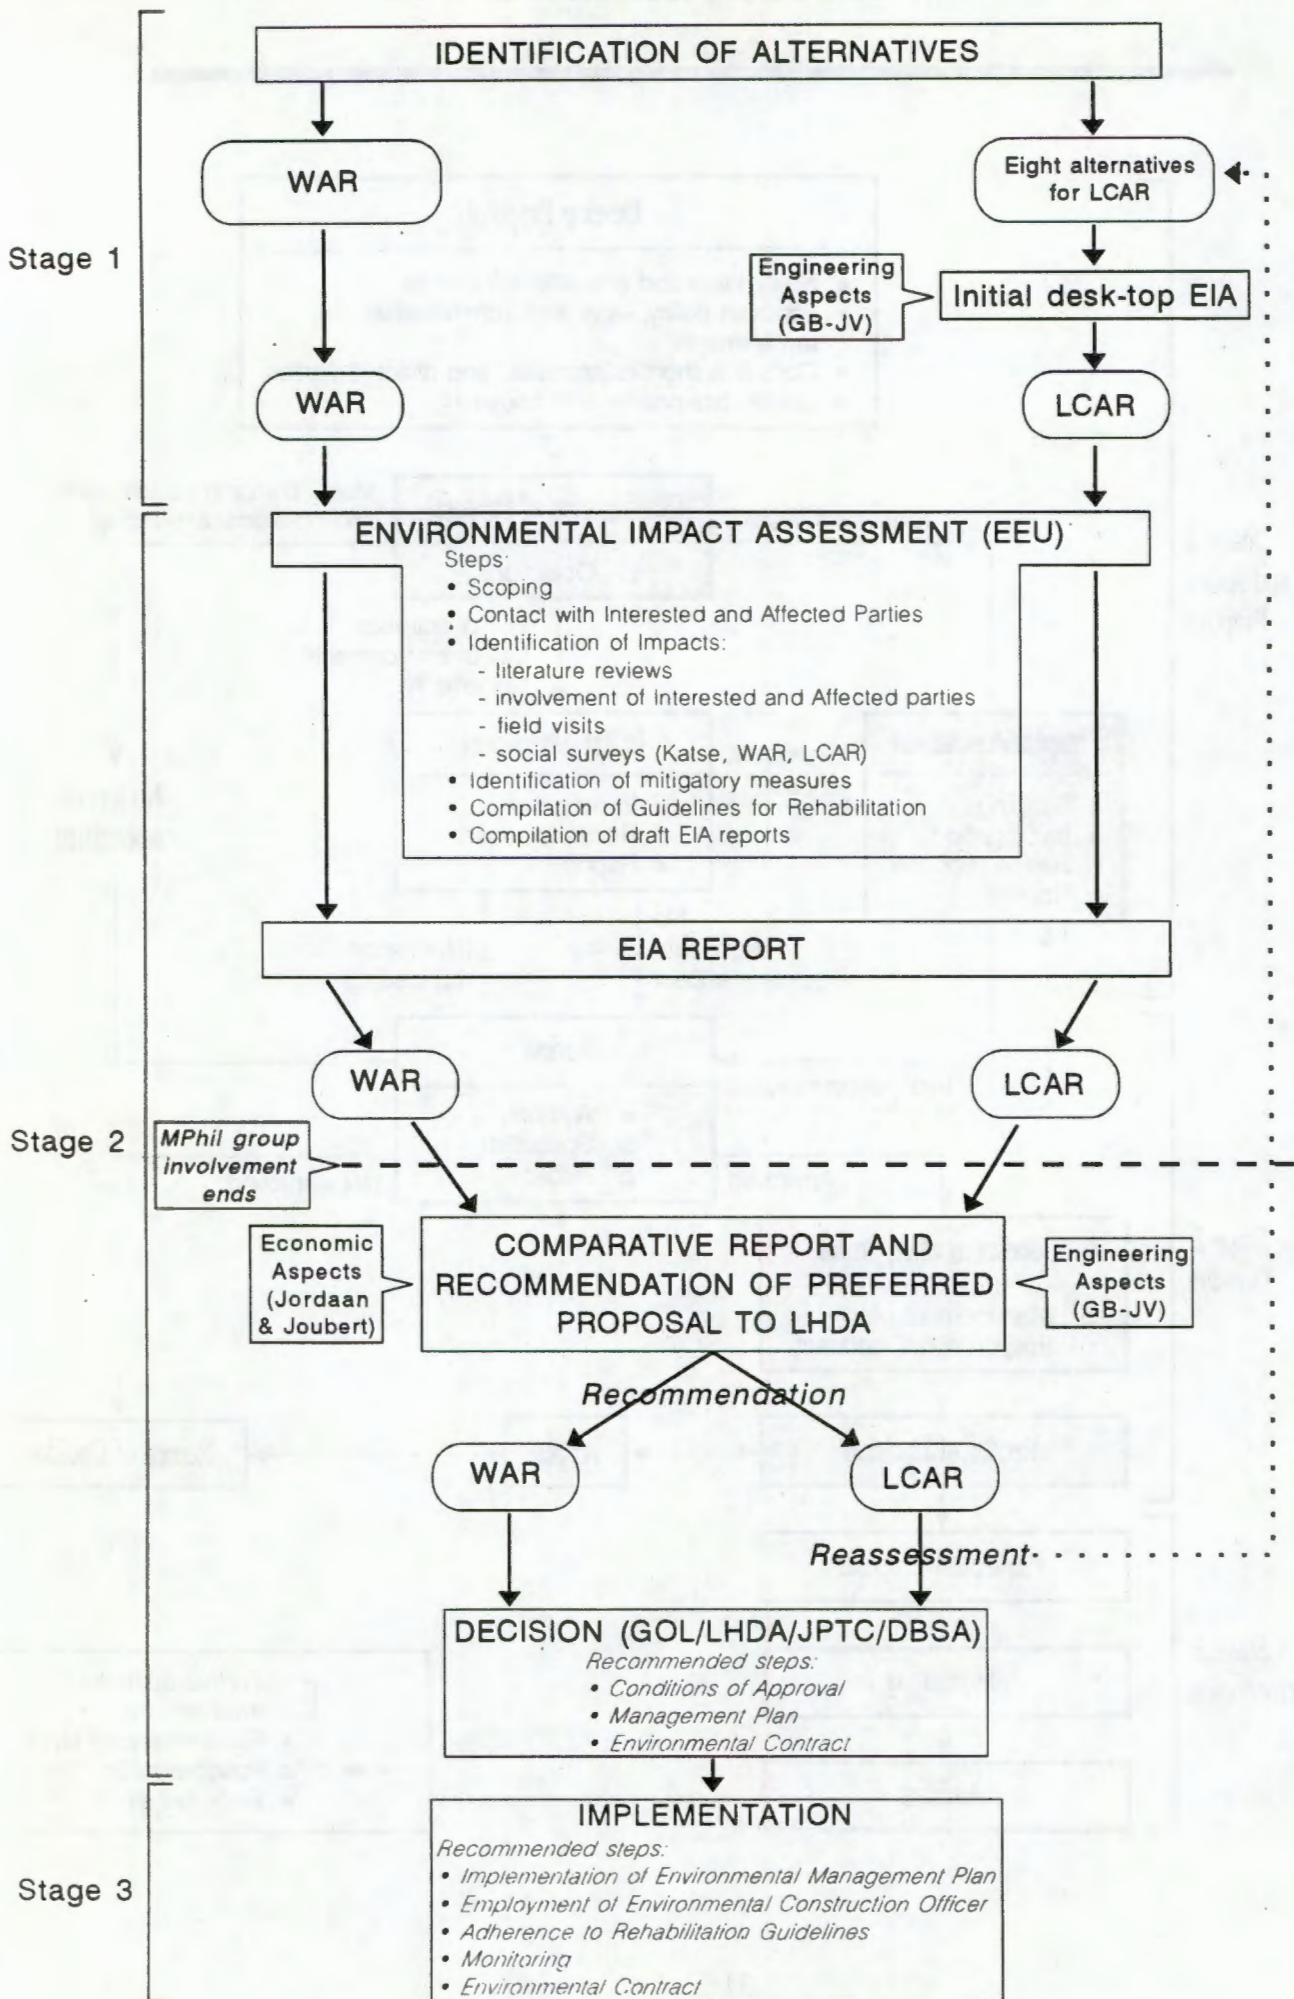 IDENTIFICATION OF ALTERNATIVES
WAR
Eight alternatives
for LCAR
Stage 1
Engineering
Aspects
(GB-JV)
Initial desk-top EIA
WAR
LCAR
ENVIRONMENTAL IMPACT ASSESSMENT (EEU)
Steps:
• Scoping
• Contact with Interested and Affected Parties
• Identification of Impacts:
- literature reviews
- involvement of Interested and Affected parties
- field visits
- social surveys (Katse, WAR, LCAR)
• Identification of mitigatory measures
• Compilation of Guidelines for Rehabilitation
• Compilation of draft EIA reports
EIA REPORT
WAR
LCAR
Stage 2
MPhil group
involvement
ends
Economic
Aspects
(Jordaan
& Joubert)
COMPARATIVE REPORT AND
RECOMMENDATION OF PREFERRED
PROPOSAL TO LHDA
Engineering
Aspects
(GB-JV)
Recommendation
WAR
LCAR
Reassessment
DECISION (GOL/LHDA/JPTC/DBSA)
Recommended steps:
• Conditions of Approval
• Management Plan
• Environmental Contract
IMPLEMENTATION
Recommended steps:
• Implementation of Environmental Management Plan
• Employment of Environmental Construction Officer
• Adherence to Rehabilitation Guidelines
• Monitoring
• Environmental Contract
Stage 3